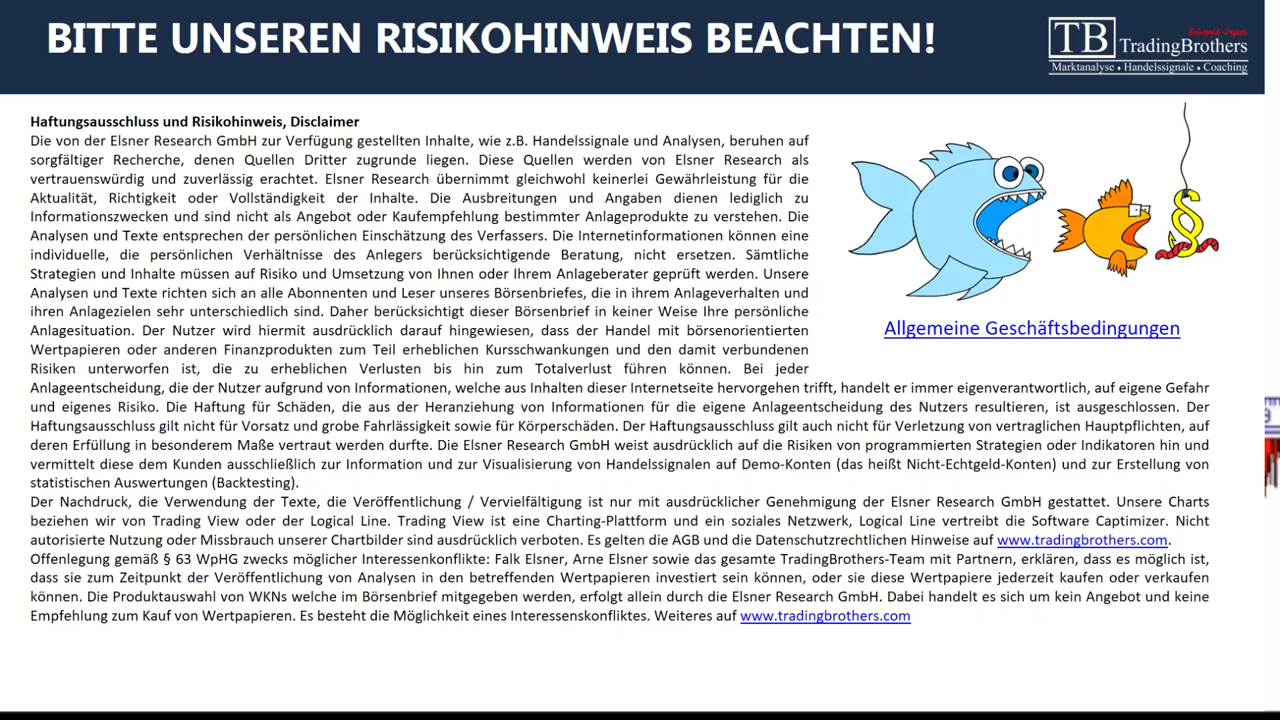 BITTE UNSEREN RISIKOHINWEIS BEACHTEN!
Echtgeld-Depots
TB TradingBrothers
Marktanalyse • Handelssignale • Coaching
Haftungsausschluss und Risikohinweis, Disclaimer
Die von der Elsner Research GmbH zur Verfügung gestellten Inhalte, wie z.B. Handelssignale und Analysen, beruhen auf
sorgfältiger Recherche, denen Quellen Dritter zugrunde liegen. Diese Quellen werden von Elsner Research als
vertrauenswürdig und zuverlässig erachtet. Elsner Research übernimmt gleichwohl keinerlei Gewährleistung für die
Aktualität, Richtigkeit oder Vollständigkeit der Inhalte. Die Ausbreitungen und Angaben dienen lediglich zu
Informationszwecken und sind nicht als Angebot oder Kaufempfehlung bestimmter Anlageprodukte zu verstehen. Die
Analysen und Texte entsprechen der persönlichen Einschätzung des Verfassers. Die Internetinformationen können eine
individuelle, die persönlichen Verhältnisse des Anlegers berücksichtigende Beratung, nicht ersetzen. Sämtliche
Strategien und Inhalte müssen auf Risiko und Umsetzung von Ihnen oder Ihrem Anlageberater geprüft werden. Unsere
Analysen und Texte richten sich an alle Abonnenten und Leser unseres Börsenbriefes, die in ihrem Anlageverhalten und
ihren Anlagezielen sehr unterschiedlich sind. Daher berücksichtigt dieser Börsenbrief in keiner Weise Ihre persönliche
Anlagesituation. Der Nutzer wird hiermit ausdrücklich darauf hingewiesen, dass der Handel mit börsenorientierten
Wertpapieren oder anderen Finanzprodukten zum Teil erheblichen Kursschwankungen und den damit verbundenen
Risiken unterworfen ist, die zu erheblichen Verlusten bis hin zum Totalverlust führen können. Bei jeder
Anlageentscheidung, die der Nutzer aufgrund von Informationen, welche aus Inhalten dieser Internetseite hervorgehen trifft, handelt er immer eigenverantwortlich, auf eigene Gefahr
und eigenes Risiko. Die Haftung für Schäden, die aus der Heranziehung von Informationen für die eigene Anlageentscheidung des Nutzers resultieren, ist ausgeschlossen. Der
Haftungsausschluss gilt nicht für Vorsatz und grobe Fahrlässigkeit sowie für Körperschäden. Der Haftungsausschluss gilt auch nicht für Verletzung von vertraglichen Hauptpflichten, auf
deren Erfüllung in besonderem Maße vertraut werden durfte. Die Elsner Research GmbH weist ausdrücklich auf die Risiken von programmierten Strategien oder Indikatoren hin und
vermittelt diese dem Kunden ausschließlich zur Information und zur Visualisierung von Handelssignalen auf Demo-Konten (das heißt Nicht-Echtgeld-Konten) und zur Erstellung von
statistischen Auswertungen (Backtesting).
Der Nachdruck, die Verwendung der Texte, die Veröffentlichung / Vervielfältigung ist nur mit ausdrücklicher Genehmigung der Elsner Research GmbH gestattet. Unsere Charts
beziehen wir von Trading View oder der Logical Line. Trading View ist eine Charting-Plattform und ein soziales Netzwerk, Logical Line vertreibt die Software Captimizer. Nicht
autorisierte Nutzung oder Missbrauch unserer Chartbilder sind ausdrücklich verboten. Es gelten die AGB und die Datenschutzrechtlichen Hinweise auf www.tradingbrothers.com.
Offenlegung gemäß § 63 WpHG zwecks möglicher Interessenkonflikte: Falk Elsner, Arne Elsner sowie das gesamte TradingBrothers-Team mit Partnern, erklären, dass es möglich ist,
dass sie zum Zeitpunkt der Veröffentlichung von Analysen in den betreffenden Wertpapieren investiert sein können, oder sie diese Wertpapiere jederzeit kaufen oder verkaufen
können. Die Produktauswahl von WKNs welche im Börsenbrief mitgegeben werden, erfolgt allein durch die Elsner Research GmbH. Dabei handelt es sich um kein Angebot und keine
Empfehlung zum Kauf von Wertpapieren. Es besteht die Möglichkeit eines Interessenskonfliktes. Weiteres auf www.tradingbrothers.com
§
Allgemeine Geschäftsbedingungen